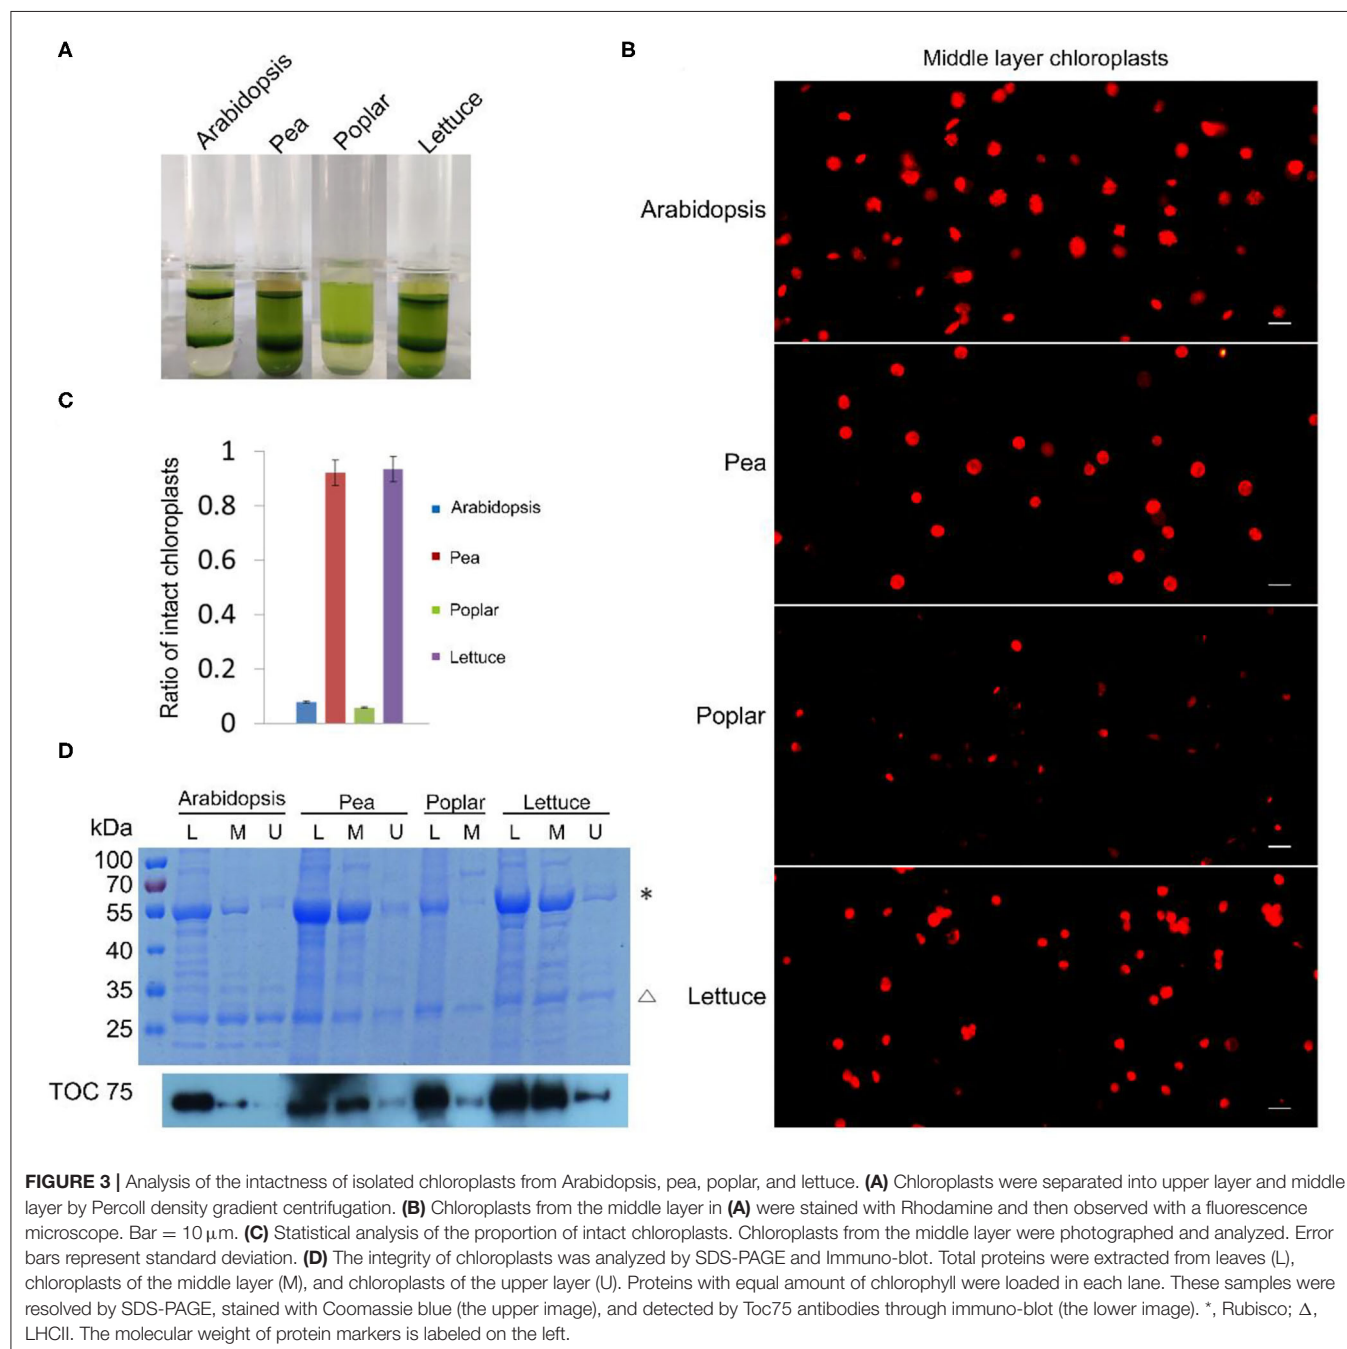 A
Arabidopsis
Pea
Poplar
Lettuce
B
Middle layer chloroplasts
Arabidopsis
Pea
Poplar
Lettuce
C
Ratio of intact chloroplasts
1
0.8
0.6
0.4
0.2
0
Arabidopsis
Pea
Poplar
Lettuce
D
Arabidopsis Pea Poplar Lettuce
kDa L M U L M U L M L M U
100
70
55
40
35
25
*
△
TOC 75
FIGURE 3 | Analysis of the intactness of isolated chloroplasts from Arabidopsis, pea, poplar, and lettuce. (A) Chloroplasts were separated into upper layer and middle
layer by Percoll density gradient centrifugation. (B) Chloroplasts from the middle layer in (A) were stained with Rhodamine and then observed with a fluorescence
microscope. Bar = 10 μm. (C) Statistical analysis of the proportion of intact chloroplasts. Chloroplasts from the middle layer were photographed and analyzed. Error
bars represent standard deviation. (D) The integrity of chloroplasts was analyzed by SDS-PAGE and Immuno-blot. Total proteins were extracted from leaves (L),
chloroplasts of the middle layer (M), and chloroplasts of the upper layer (U). Proteins with equal amount of chlorophyll were loaded in each lane. These samples were
resolved by SDS-PAGE, stained with Coomassie blue (the upper image), and detected by Toc75 antibodies through immuno-blot (the lower image). *, Rubisco; Δ,
LHCII. The molecular weight of protein markers is labeled on the left.